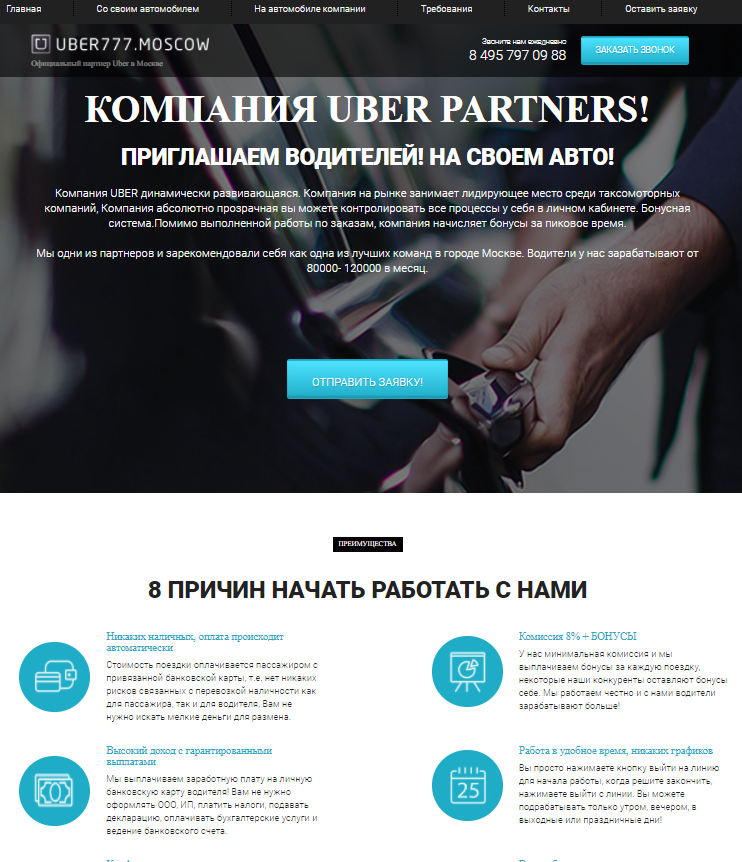 Главная
Со своим автомобилем
На автомобиле компании
Требования
Контакты
Оставить заявку
UBER777.MOSCOW
Официальный партнер Uber в Москве
Звоните нам ежедневно
8 495 797 09 88
ЗАКАЗАТЬ ЗВОНОК
КОМПАНИЯ UBER PARTNERS!
ПРИГЛАШАЕМ ВОДИТЕЛЕЙ! НА СВОЕМ АВТО!
Компания UBER динамически развивающаяся. Компания на рынке занимает лидирующее место среди таксомоторных
компаний, Компания абсолютно прозрачная вы можете контролировать все процессы у себя в личном кабинете. Бонусная
система.Помимо выполненной работы по заказам, компания начисляет бонусы за пиковое время.
Мы одни из партнеров и зарекомендовали себя как одна из лучших команд в городе Москве. Водители у нас зарабатывают от
80000- 120000 в месяц.
ОТПРАВИТЬ ЗАЯВКУ!
ПРЕИМУЩЕСТВА
8 ПРИЧИН НАЧАТЬ РАБОТАТЬ С НАМИ
Никаких наличных, оплата происходит
автоматически
Стоимость поездки оплачивается пассажиром с
привязанной банковской карты, т.е. нет никаких
рисков связанных с перевозкой наличности как
для пассажира, так и для водителя, Вам не
нужно искать мелкие деньги для размена.
Комиссия 8% + БОНУСЫ
У нас минимальная комиссия и мы
выплачиваем бонусы за каждую поездку,
некоторые наши конкуренты оставляют бонусы
себе. Мы работаем честно и с нами водители
зарабатывают больше!
Высокий доход с гарантированными
выплатами
Мы выплачиваем заработную плату на личную
банковскую карту водителя! Вам не нужно
оформлять ООО, ИП, платить налоги, подавать
декларацию, оплачивать бухгалтерские услуги и
ведение банковского счета.
25
Работа в удобное время, никаких графиков
Вы просто нажимаете кнопку выйти на линию
для начала работы, когда решите закончить,
нажимаете выйти с линии. Вы можете
подрабатывать только утром, вечером, в
выходные или праздничные дни!